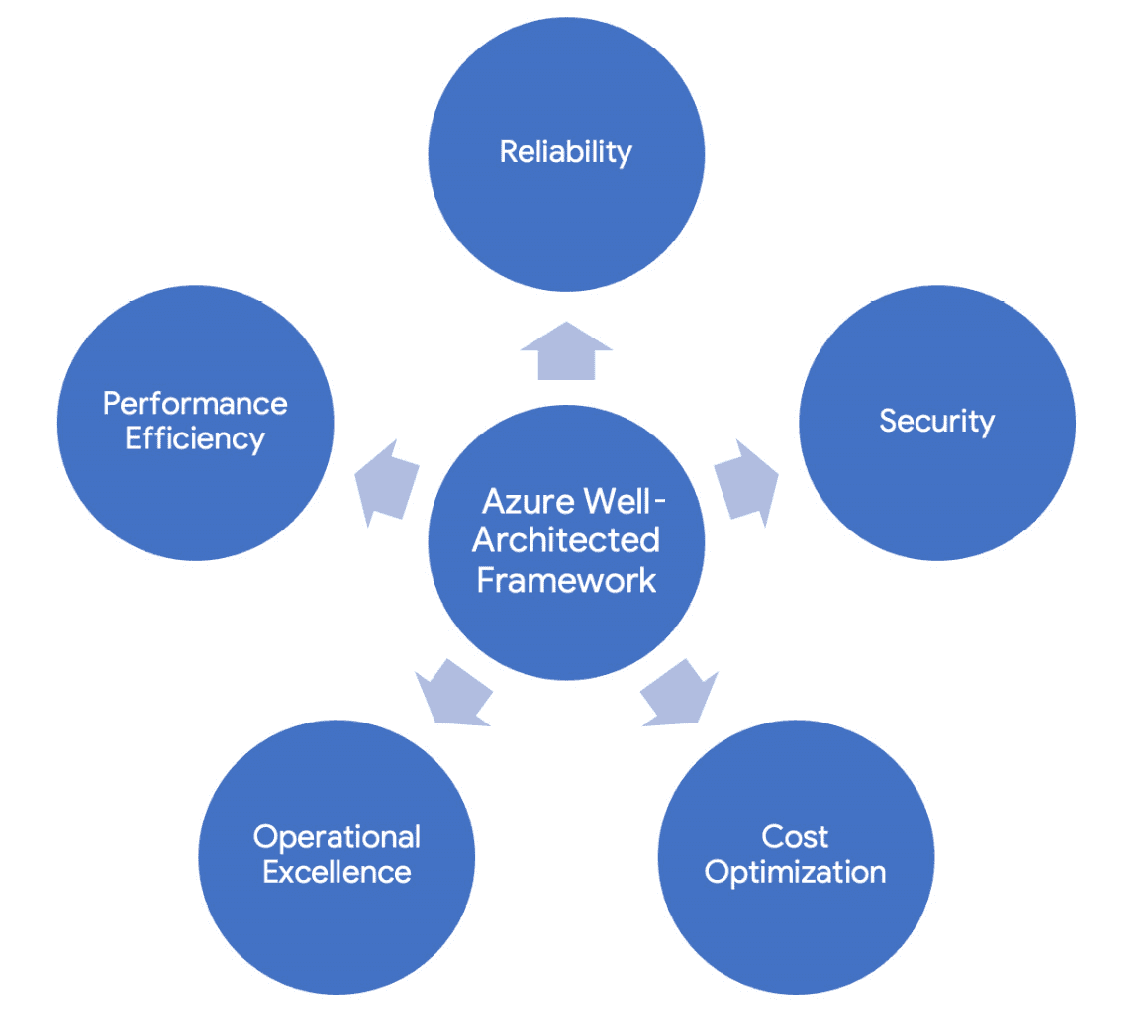 Reliability
Performance
Efficiency
Security
Azure Well-
Architected
Framework
Operational
Excellence
Cost
Optimization